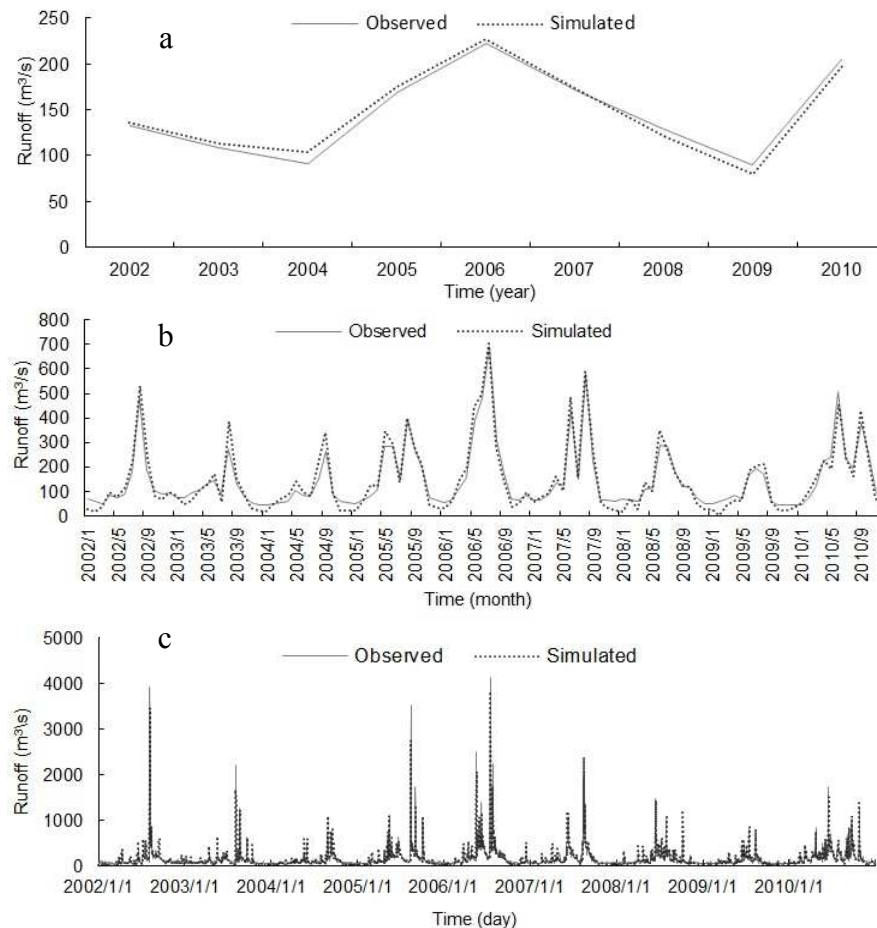 a
Observed Simulated
Runoff (m³/s)
250
200
150
100
50
0
2002 2003 2004 2005 2006 2007 2008 2009 2010
Time (year)
b
Observed Simulated
Runoff (m³/s)
800
700
600
500
400
300
200
100
0
2002/1 2002/5 2002/9 2003/1 2003/5 2003/9 2004/1 2004/5 2004/9 2005/1 2005/5 2005/9 2006/1 2006/5 2006/9 2007/1 2007/5 2007/9 2008/1 2008/5 2008/9 2009/1 2009/5 2009/9 2010/1 2010/5 2010/9
Time (month)
c
Observed Simulated
Runoff (m³\s)
5000
4000
3000
2000
1000
0
2002/1/1 2003/1/1 2004/1/1 2005/1/1 2006/1/1 2007/1/1 2008/1/1 2009/1/1 2010/1/1
Time (day)